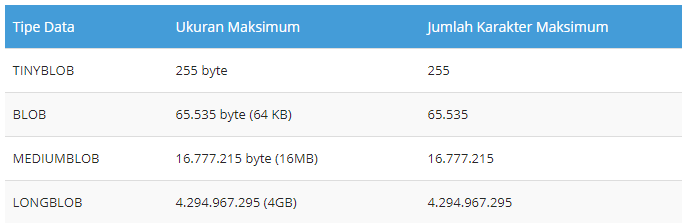 Tipe Data Ukuran Maksimum Jumlah Karakter Maksimum
TINYBLOB 255 byte 255
BLOB 65.535 byte (64 KB) 65.535
MEDIUMBLOB 16.777.215 byte (16MB) 16.777.215
LONGBLOB 4.294.967.295 (4GB) 4.294.967.295